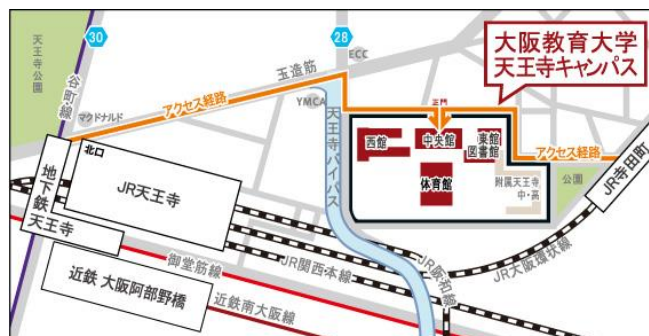 30
28
ECC
大阪教育大学
天王寺キャンパス
天王寺公園
谷町線
玉造筋
アクセス経路
マクドナルド
YMCA
天王寺バイパス
正門
西館
中央館
東館
図書館
体育館
附属天王寺
中・高
アクセス経路
公園
JR寺田町
北口
JR天王寺
地下鉄
天王寺
近鉄 大阪阿部野橋
御堂筋線
JR関西本線
近鉄南大阪線
JR阪和線
JR大阪環状線